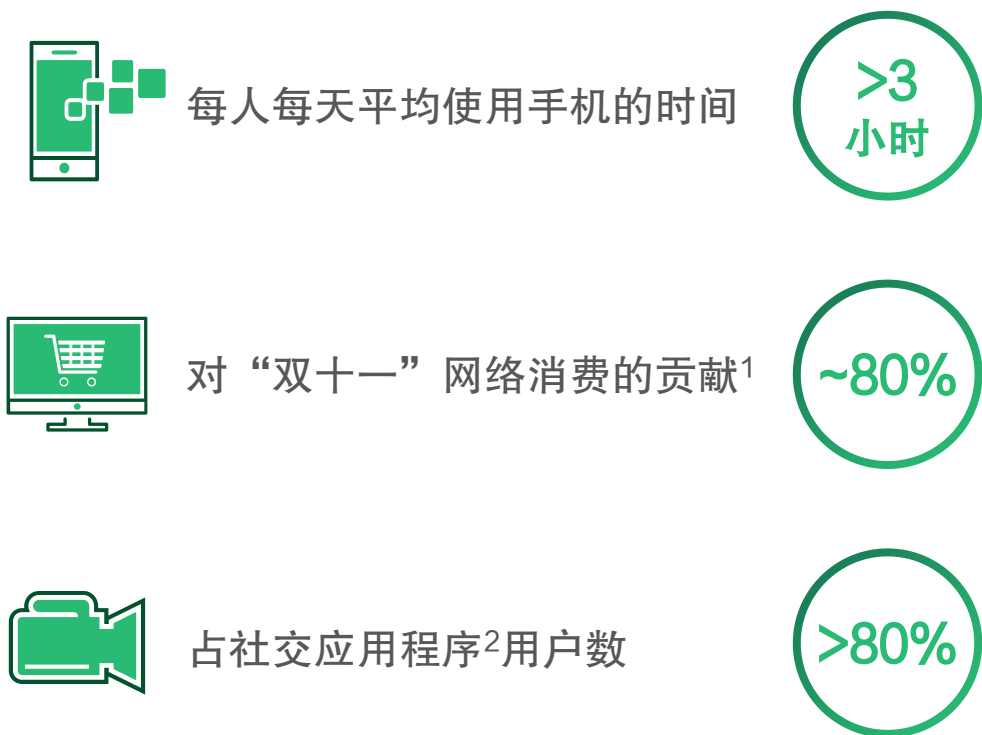 每人每天平均使用手机的时间
>3
小时
对“双十一”网络消费的贡献1
~80%
占社交应用程序2用户数
>80%